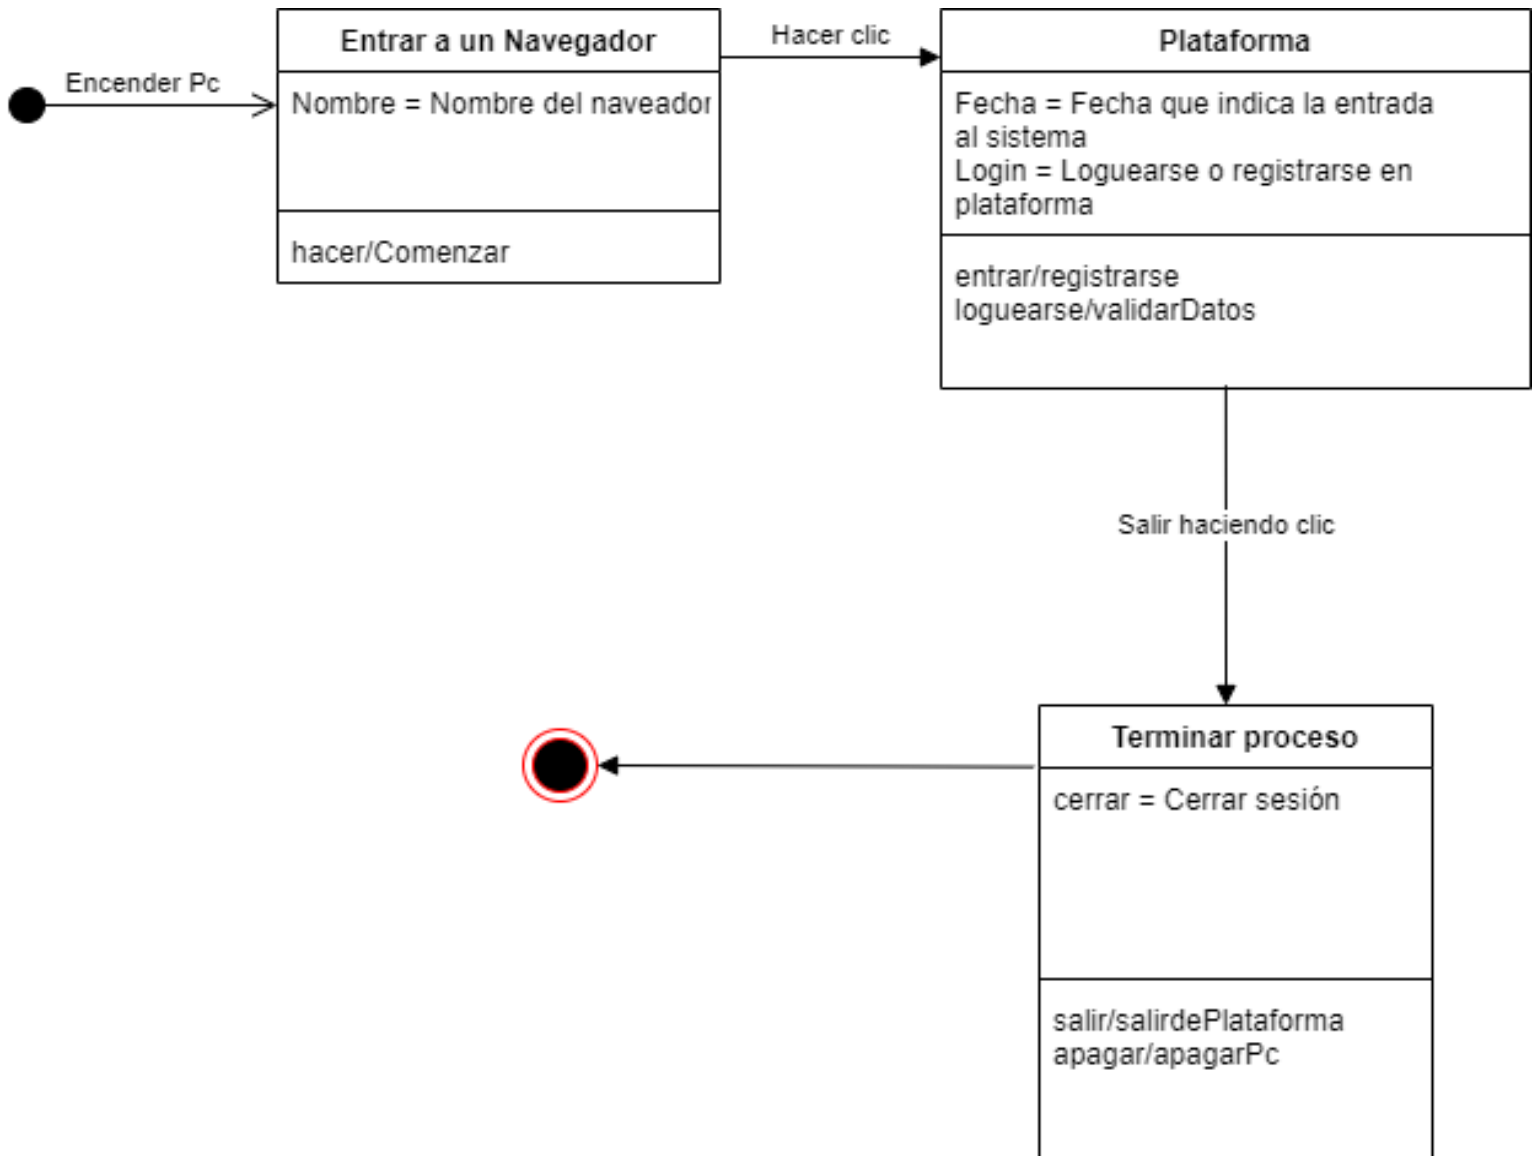 Encender Pc
Entrar a un Navegador
Nombre = Nombre del naveador
hacer/Comenzar
Hacer clic
Plataforma
Fecha = Fecha que indica la entrada
al sistema
Login = Loguearse o registrarse en
plataforma
entrar/registrarse
loguearse/validarDatos
Salir haciendo clic
Terminar proceso
cerrar = Cerrar sesión
salir/salirdePlataforma
apagar/apagarPc